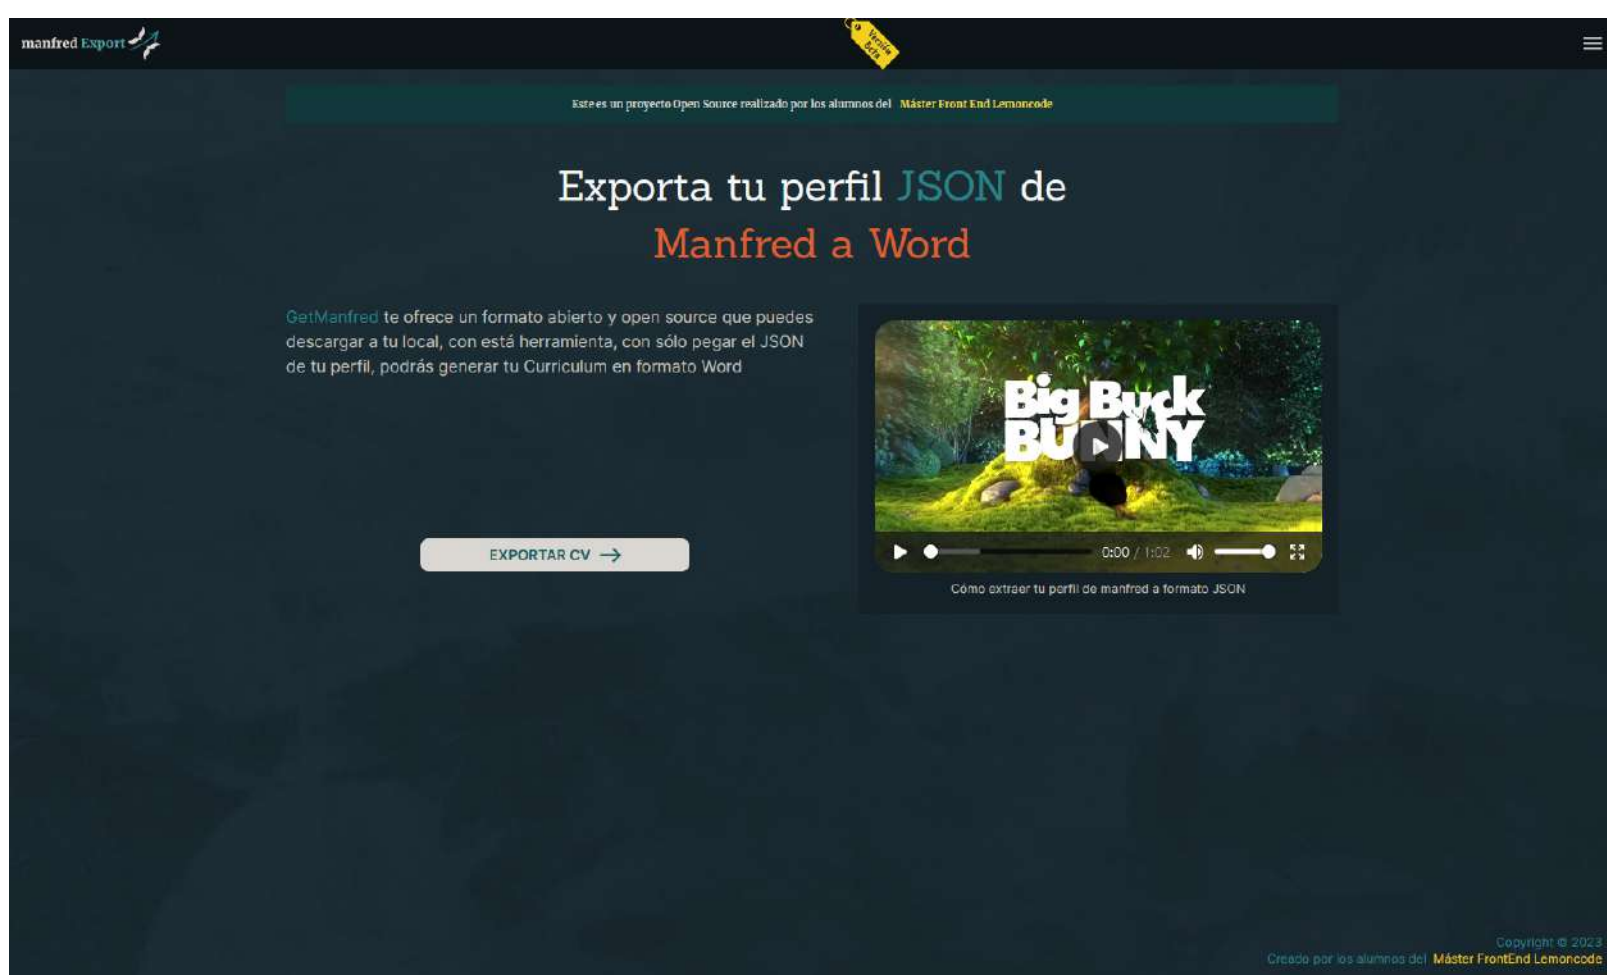 manfred Export
Versión
Beta
Este es un proyecto Open Source realizado por los alumnos del Máster Front End Lemoncode
Exporta tu perfil JSON de
Manfred a Word
GetManfred te ofrece un formato abierto y open source que puedes
descargar a tu local, con está herramienta, con sólo pegar el JSON
de tu perfil, podrás generar tu Curriculum en formato Word
Big Buck
BUNNY
EXPORTAR CV
0:00 / 1:02
Cómo extraer tu perfil de manfred a formato JSON
Copyright © 2023
Creado por los alumnos del Máster FrontEnd Lemoncode